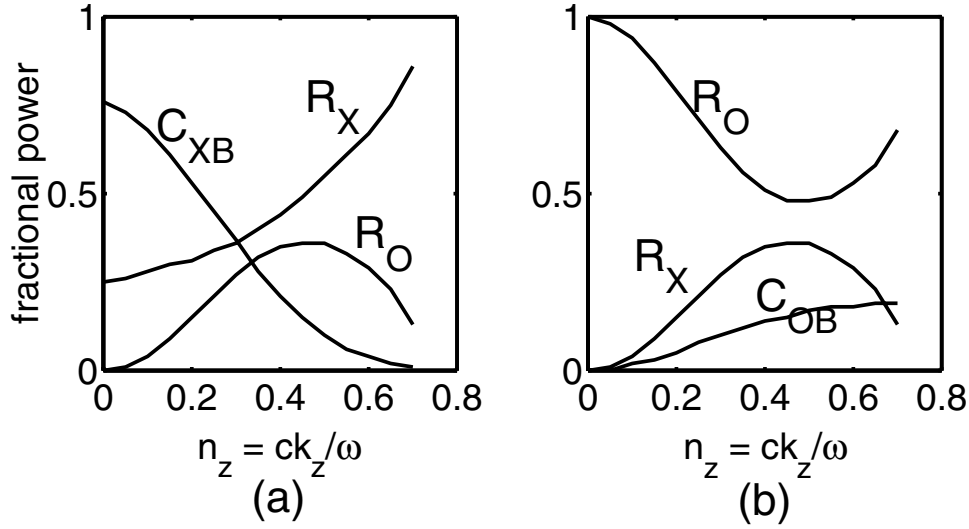 fractional power
1
0.5
0
C_XB
R_X
R_O
0 0.2 0.4 0.6 0.8
n_z = ck_z/ω
(a)
1
0.5
0
R_O
R_X
C_OB
0 0.2 0.4 0.6 0.8
n_z = ck_z/ω
(b)